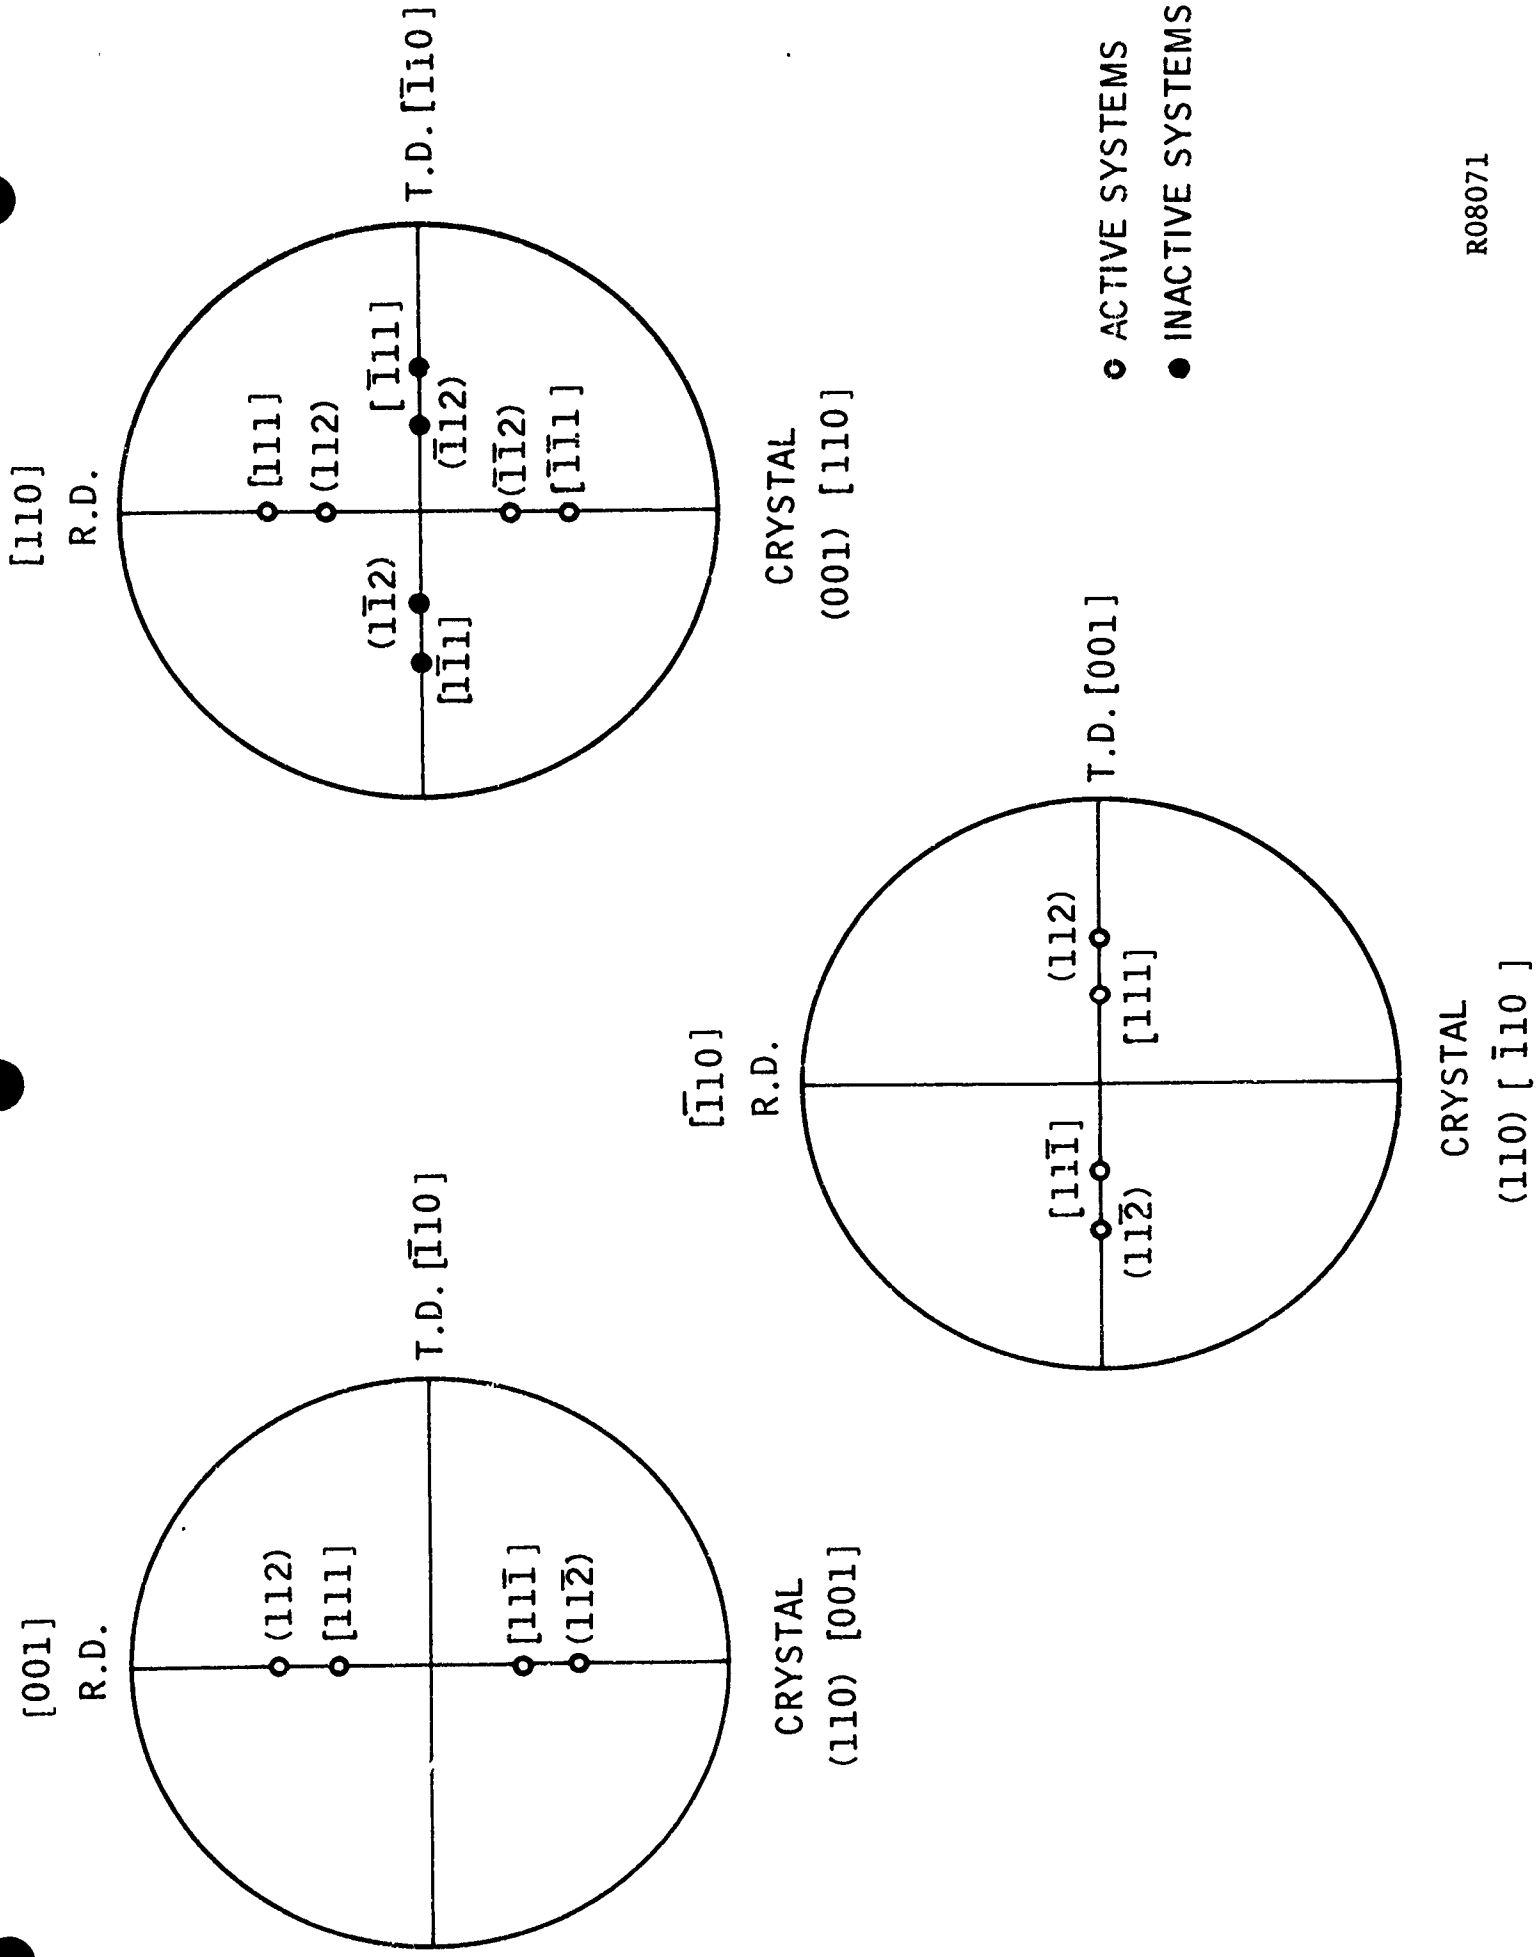 [001]
R.D.
(112)
[111]
T.D. [1̄10]
[111̄]
(112̄)
CRYSTAL
(110) [001]
[110]
R.D.
[111]
(112)
(11̄2)
[11̄1]
[1̄11]
(1̄12)
T.D. [1̄10]
(1̄1̄2)
[1̄1̄1]
CRYSTAL
(001) [110]
[1̄10]
R.D.
[111̄]
(112̄)
(112)
[111]
T.D. [001]
CRYSTAL
(110) [1̄10]
ACTIVE SYSTEMS
INACTIVE SYSTEMS
R08071